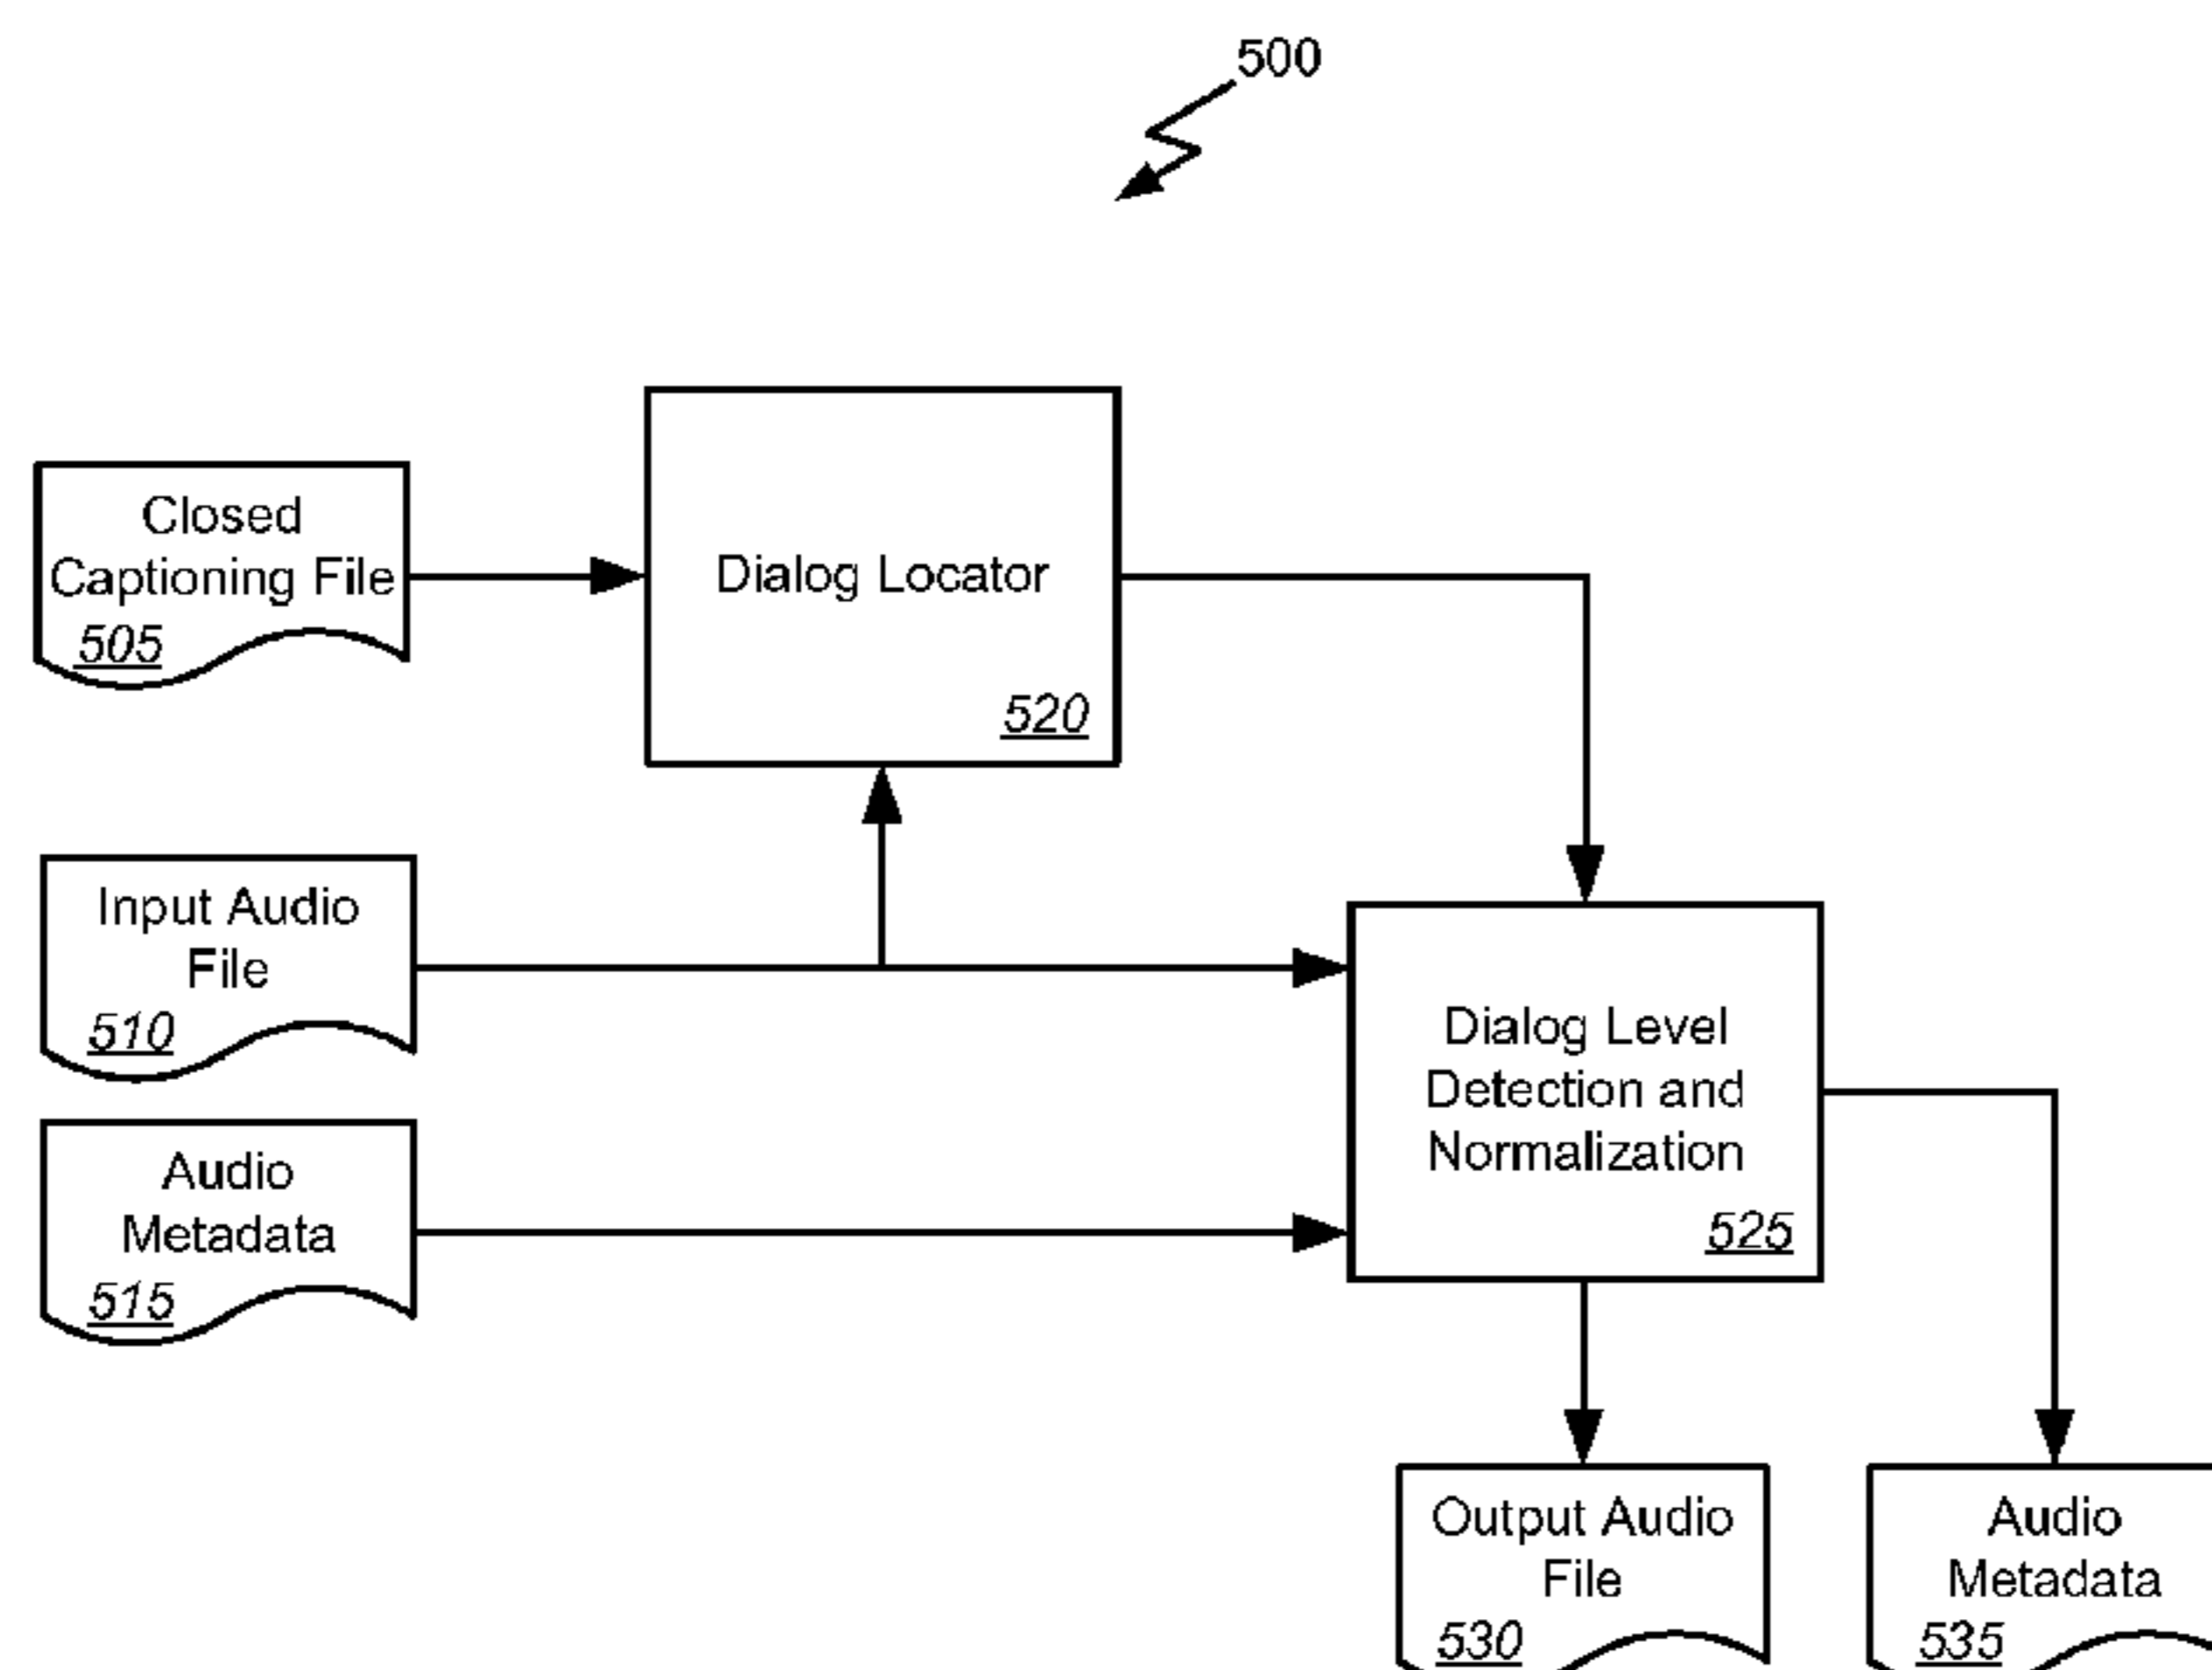 500
Closed
Captioning File
505
Dialog Locator
520
Input Audio
File
510
Dialog Level
Detection and
Normalization
525
Audio
Metadata
515
Output Audio
File
530
Audio
Metadata
535